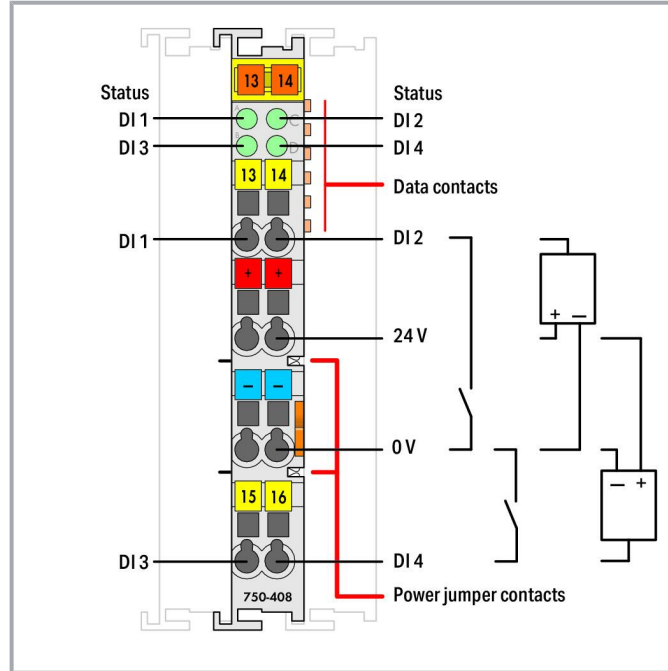 13 14
Status
Status
A
C
DI 1
DI 2
B
D
DI 3
DI 4
13 14
Data contacts
DI 1
DI 2
+ +
+ –
24 V
– –
0 V
– +
15 16
DI 3
DI 4
750-408
Power jumper contacts